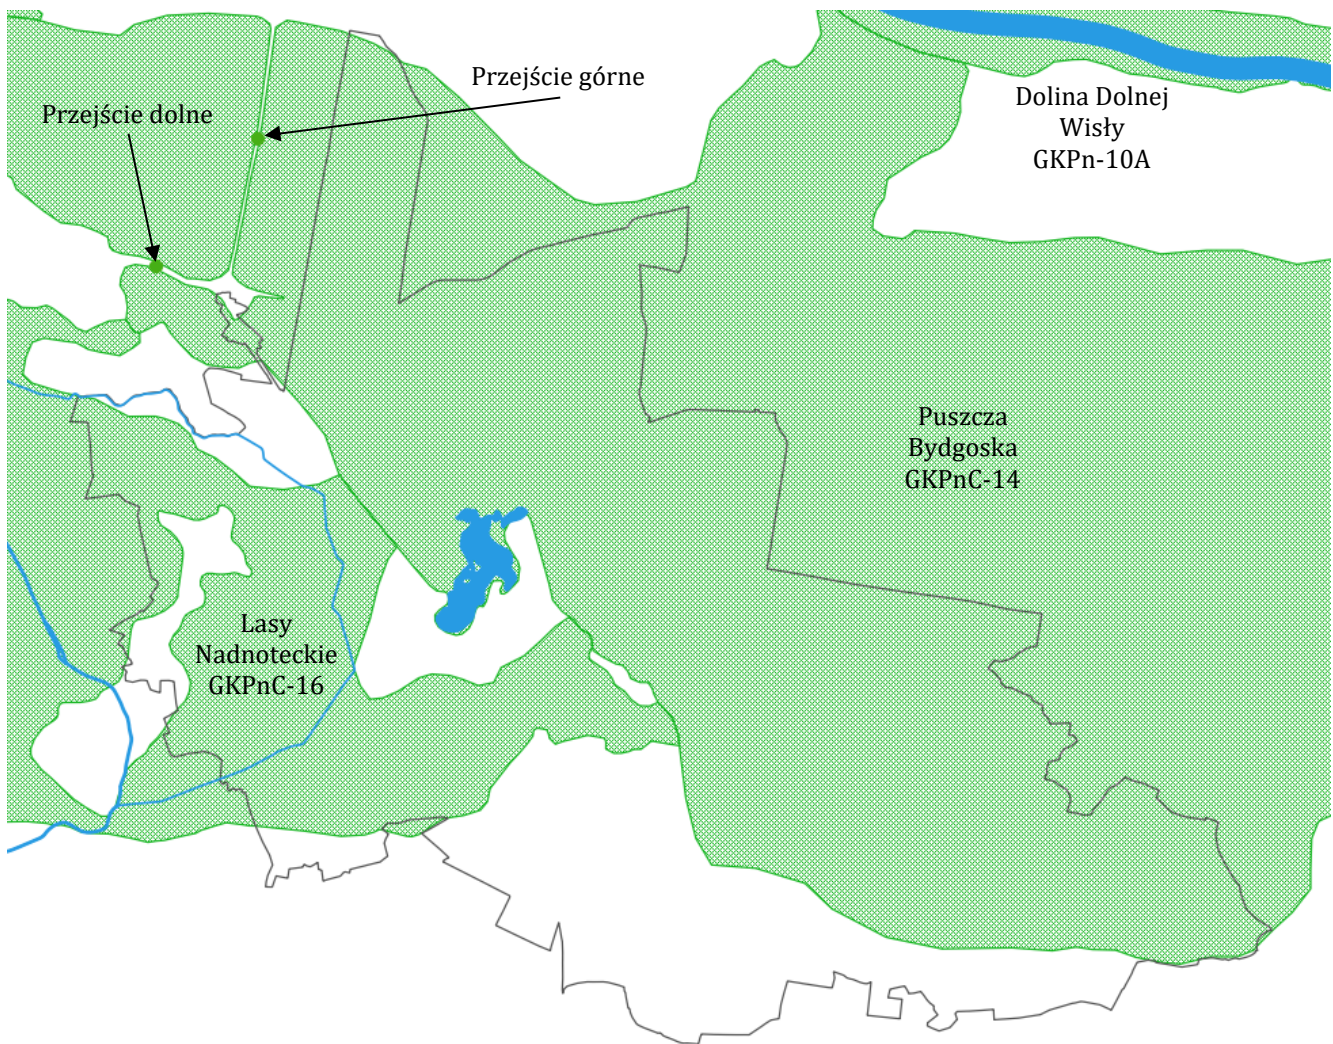 Przejście górne
Przejście dolne
Dolina Dolnej
Wisły
GKPn-10A
Puszcza
Bydgoska
GKPnC-14
Lasy
Nadnoteckie
GKPnC-16